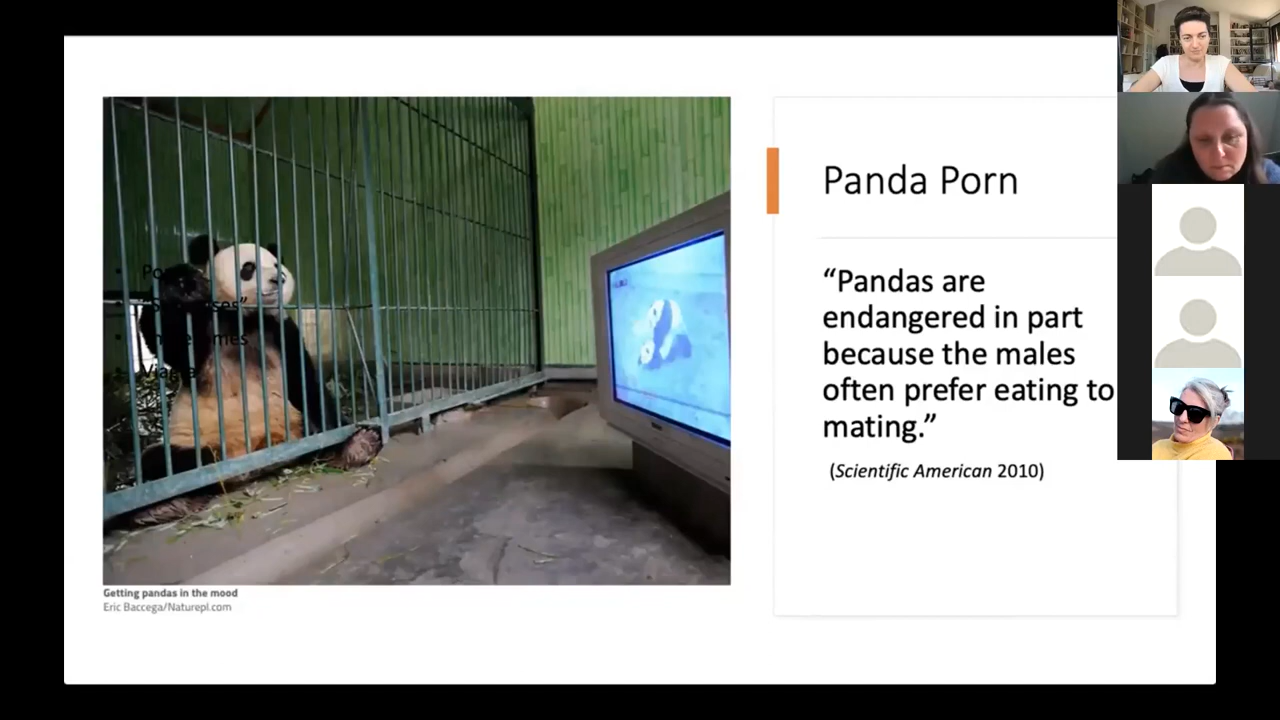 Panda Porn
“Pandas are
endangered in part
because the males
often prefer eating to
mating.”
(Scientific American 2010)
Getting pandas in the mood
Eric Baccega/Naturepl.com